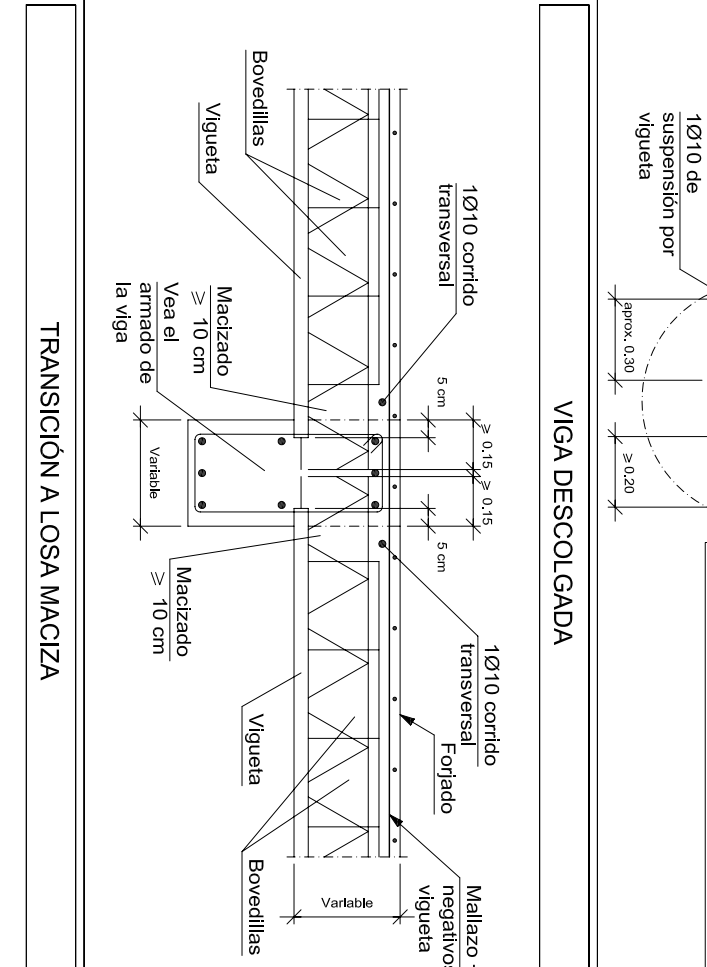 1Ø10 de
suspensión por
vigueta
aprox. 0.30
≥ 0.20
VIGA DESCOLGADA
1Ø10 corrido
transversal
1Ø10 corrido
transversal
Forjado
Mallazo
negativos
vigueta
5 cm
≥ 0.15
≥ 0.15
5 cm
Bovedillas
Vigueta
Macizado
≥ 10 cm
Vea el
armado de
la viga
Variable
Macizado
≥ 10 cm
Vigueta
Bovedillas
Variable
TRANSICIÓN A LOSA MACIZA